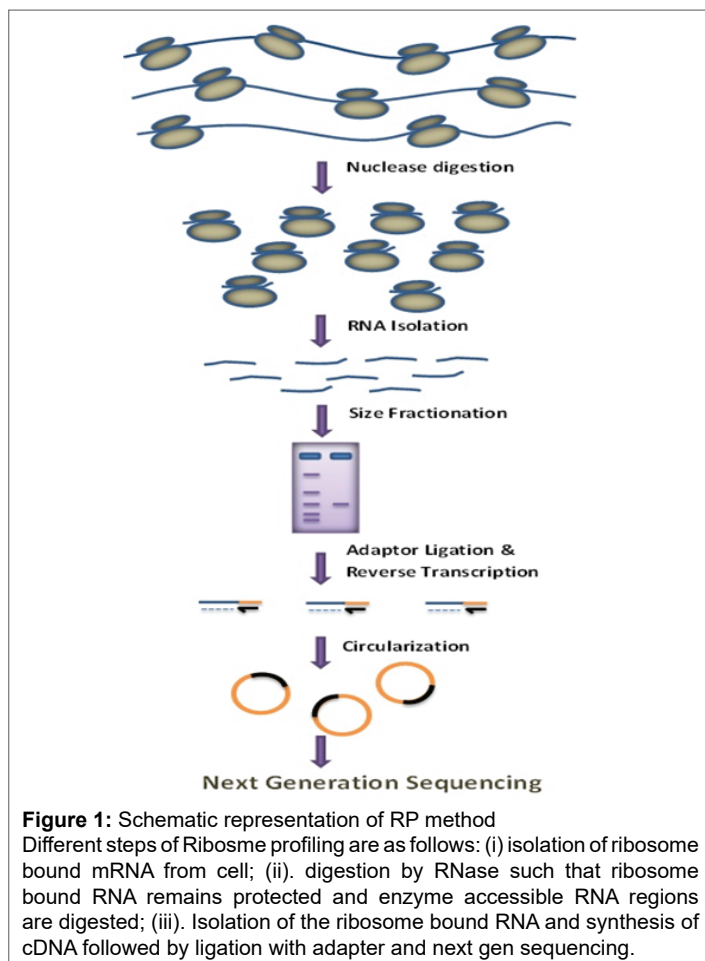 Nuclease digestion
RNA Isolation
Size Fractionation
Adaptor Ligation &
Reverse Transcription
Circularization
Next Generation Sequencing
Figure 1: Schematic representation of RP method
Different steps of Ribosme profiling are as follows: (i) isolation of ribosome
bound mRNA from cell; (ii). digestion by RNase such that ribosome
bound RNA remains protected and enzyme accessible RNA regions
are digested; (iii). Isolation of the ribosome bound RNA and synthesis of
cDNA followed by ligation with adapter and next gen sequencing.